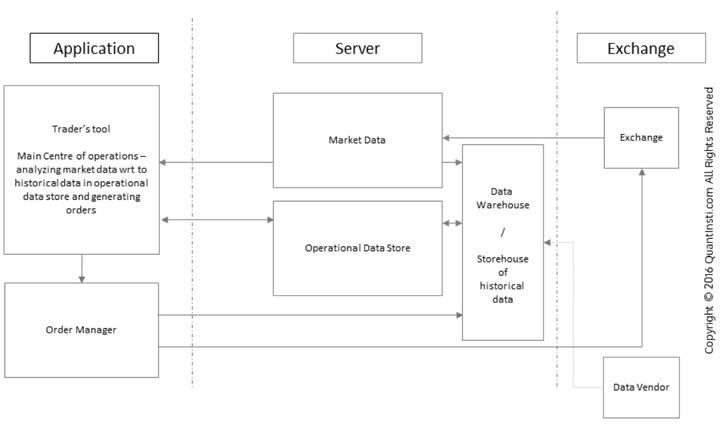 Application
Server
Exchange
Trader's tool
Main Centre of operations –
analyzing market data wrt to
historical data in operational
data store and generating
orders
Market Data
Exchange
Data
Warehouse
/
Storehouse
of
historical
data
Operational Data Store
Order Manager
Data Vendor
Copyright © 2016 QuantInsti.com All Rights Reserved